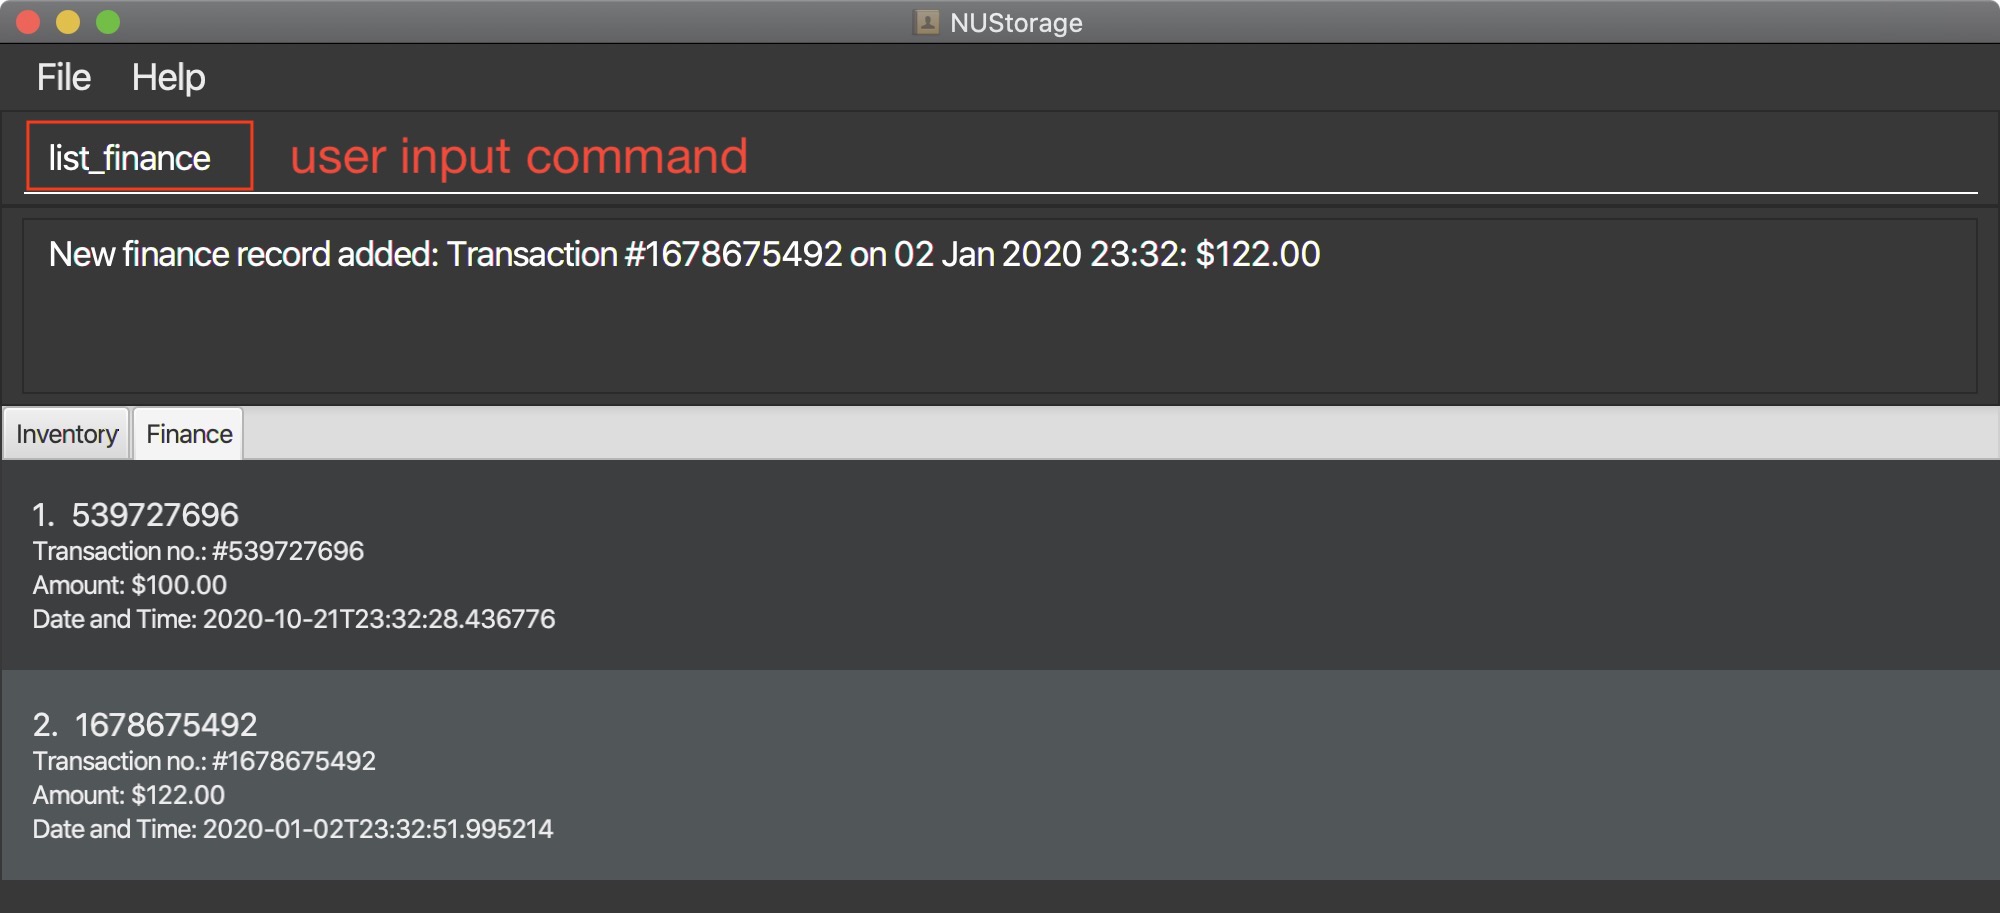 NUStorage
File Help
list_finance user input command
New finance record added: Transaction #1678675492 on 02 Jan 2020 23:32: $122.00
Inventory Finance
1. 539727696
Transaction no.: #539727696
Amount: $100.00
Date and Time: 2020-10-21T23:32:28.436776
2. 1678675492
Transaction no.: #1678675492
Amount: $122.00
Date and Time: 2020-01-02T23:32:51.995214